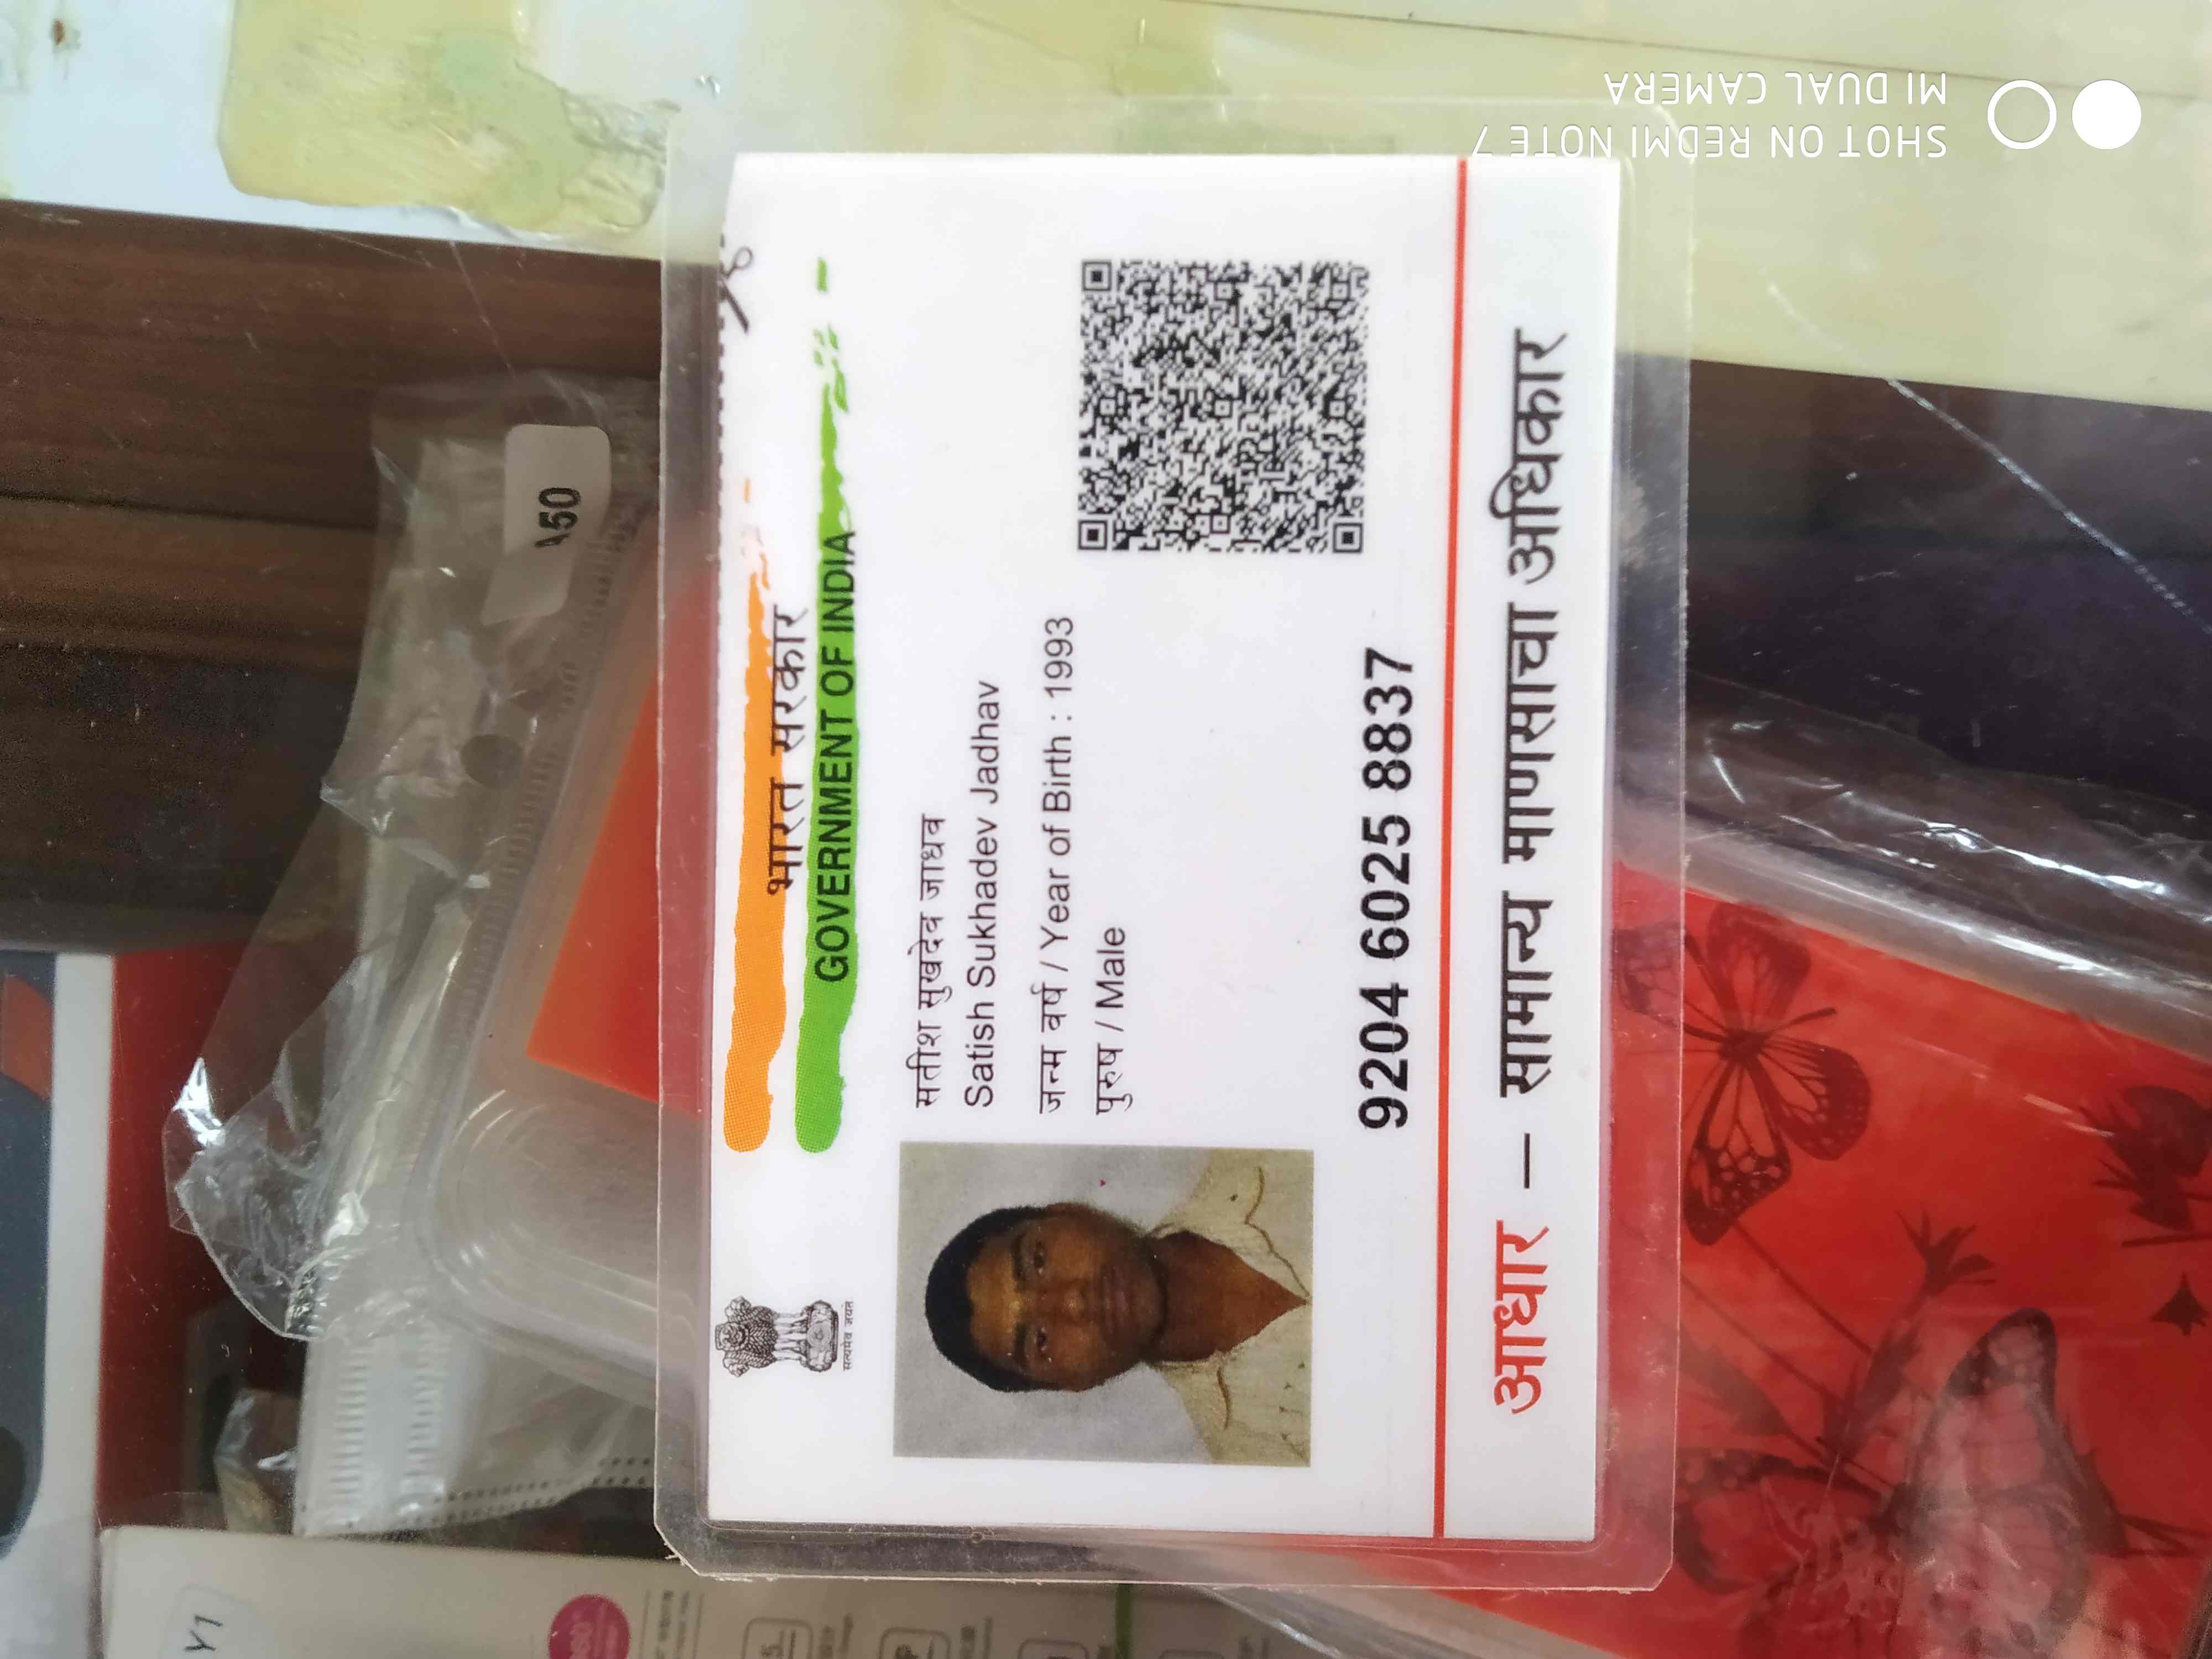 भारत सरकार
GOVERNMENT OF INDIA
सत्यमेव जयते
सतीश सुखदेव जाधव
Satish Sukhadev Jadhav
जन्म वर्ष / Year of Birth : 1993
पुरुष / Male
9204 6025 8837
आधार – सामान्य माणसाचा अधिकार
SHOT ON REDMI NOTE 7
MI DUAL CAMERA
A50
Y1